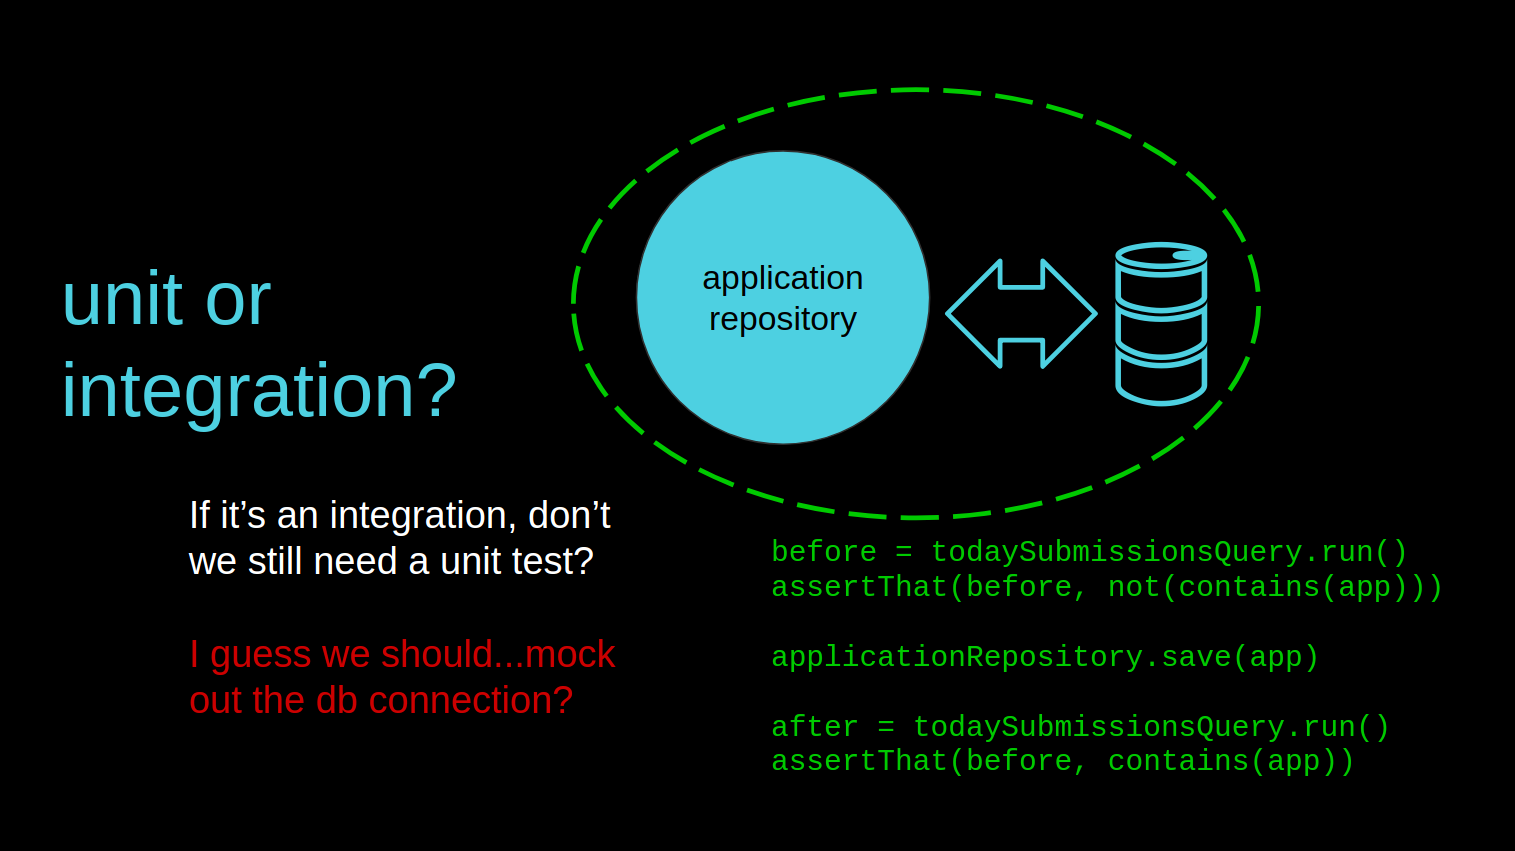 unit or
integration?
application
repository
If it’s an integration, don’t
we still need a unit test?
I guess we should...mock
out the db connection?
before = todaySubmissionsQuery.run()
assertThat(before, not(contains(app)))
applicationRepository.save(app)
after = todaySubmissionsQuery.run()
assertThat(before, contains(app))